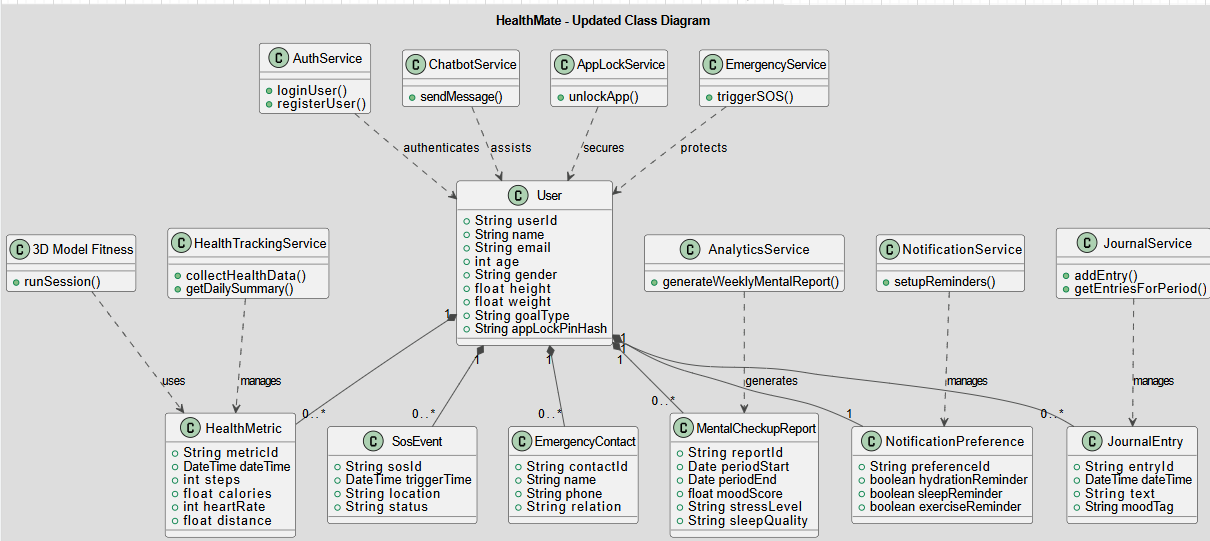 HealthMate - Updated Class Diagram
C AuthService
loginUser()
registerUser()
C ChatbotService
sendMessage()
C AppLockService
unlockApp()
C EmergencyService
triggerSOS()
authenticates
assists
secures
protects
C User
String userId
String name
String email
int age
String gender
float height
float weight
String goalType
String appLockPinHash
C 3D Model Fitness
runSession()
C HealthTrackingService
collectHealthData()
getDailySummary()
C AnalyticsService
generateWeeklyMentalReport()
C NotificationService
setupReminders()
C JournalService
addEntry()
getEntriesForPeriod()
1
1
1
1
1
1
uses
manages
generates
manages
manages
0..*
0..*
0..*
0..*
1
0..*
C HealthMetric
String metricId
DateTime dateTime
int steps
float calories
int heartRate
float distance
C SosEvent
String sosId
DateTime triggerTime
String location
String status
C EmergencyContact
String contactId
String name
String phone
String relation
C MentalCheckupReport
String reportId
Date periodStart
Date periodEnd
float moodScore
String stressLevel
String sleepQuality
C NotificationPreference
String preferenceId
boolean hydrationReminder
boolean sleepReminder
boolean exerciseReminder
C JournalEntry
String entryId
DateTime dateTime
String text
String moodTag